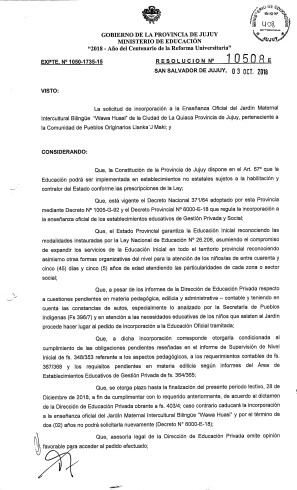 GOBIERNO DE LA PROVINCIA DE JUJUY
MINISTERIO DE EDUCACIÓN
"2018 - Año del Centenario de la Reforma Universitaria"
EXPTE. Nº 1050-1735-15
RESOLUCION Nº 10508 E
SAN SALVADOR DE JUJUY, 03 OCT. 2018
VISTO:
La solicitud de incorporación a la Enseñanza Oficial del Jardín Maternal
Intercultural Bilingüe "Wawa Huasi" de la Ciudad de La Quiaca Provincia de Jujuy, perteneciente a
la Comunidad de Pueblos Originarios Llankaj Maki; y
CONSIDERANDO:
Que, la Constitución de la Provincia de Jujuy dispone en el Art. 67º que la
Educación podrá ser implementada en establecimientos no estatales sujetos a la habilitación y
contralor del Estado conforme las prescripciones de la Ley;
Que, está vigente el Decreto Nacional 371/64 adoptado por esta Provincia
mediante Decreto Nº 1005-G-92 y el Decreto Provincial Nº 6000-E-18 que regula la incorporación a
la enseñanza oficial de los establecimientos educativos de Gestión Privada y Social;
Que, el Estado Provincial garantiza la Educación Inicial reconociendo las
modalidades instauradas por la Ley Nacional de Educación Nº 26.206, asumiendo el compromiso
de expandir los servicios de la Educación Inicial en todo el territorio provincial reconociendo
asimismo otras formas organizativas del nivel para la atención de los niños/as de entre cuarenta y
cinco (45) días y cinco (5) años de edad atendiendo las particularidades de cada zona o sector
social;
Que, a pesar de los informes de la Dirección de Educación Privada respecto
a cuestiones pendientes en materia pedagógica, edilicia y administrativa – contable y teniendo en
cuenta las constancias de autos, especialmente lo analizado por la Secretaría de Pueblos
Indígenas (Fs.366/7) y en atención a las necesidades educativas de los niños que asisten al Jardín
procede hacer lugar al pedido de incorporación a la Educación Oficial tramitada;
Que, a dicha incorporación corresponde otorgarla condicionada al
cumplimiento de las obligaciones pendientes reseñadas en el informe de Supervisión de Nivel
Inicial de fs. 348/353 referente a los aspectos pedagógicos, a los requerimientos contables de fs.
367/368 y los requisitos pendientes en materia edilicia según informes del Área de
Establecimientos Educativos de Gestión Privada de fs. 364/365;
Que, se otorga plazo hasta la finalización del presente período lectivo, 28 de
Diciembre de 2018, a fin de cumplimentar con lo requerido anteriormente, de acuerdo al dictamen
de la Dirección de Educación Privada obrante a fs. 403/4; caso contrario caducará la incorporación
a la enseñanza oficial del Jardín Maternal Intercultural Bilingüe "Wawa Huasi" y por el término de
dos (02) años no podrá solicitarla nuevamente (Decreto Nº 6000-E-18);
Que, asesoría legal de la Dirección de Educación Privada emite opinión
favorable para acceder al pedido efectuado;